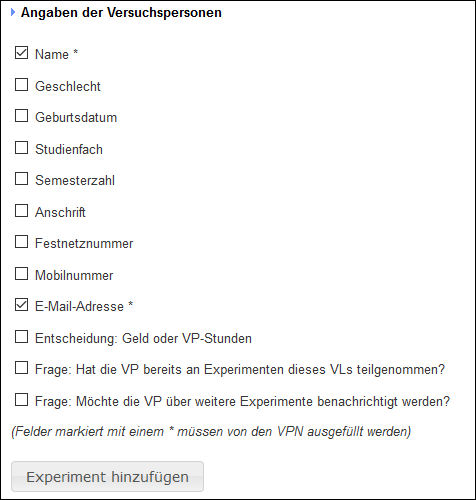 Angaben der Versuchspersonen
Name *
Geschlecht
Geburtsdatum
Studienfach
Semesterzahl
Anschrift
Festnetznummer
Mobilnummer
E-Mail-Adresse *
Entscheidung: Geld oder VP-Stunden
Frage: Hat die VP bereits an Experimenten dieses VLs teilgenommen?
Frage: Möchte die VP über weitere Experimente benachrichtigt werden?
(Felder markiert mit einem * müssen von den VPN ausgefüllt werden)
Experiment hinzufügen